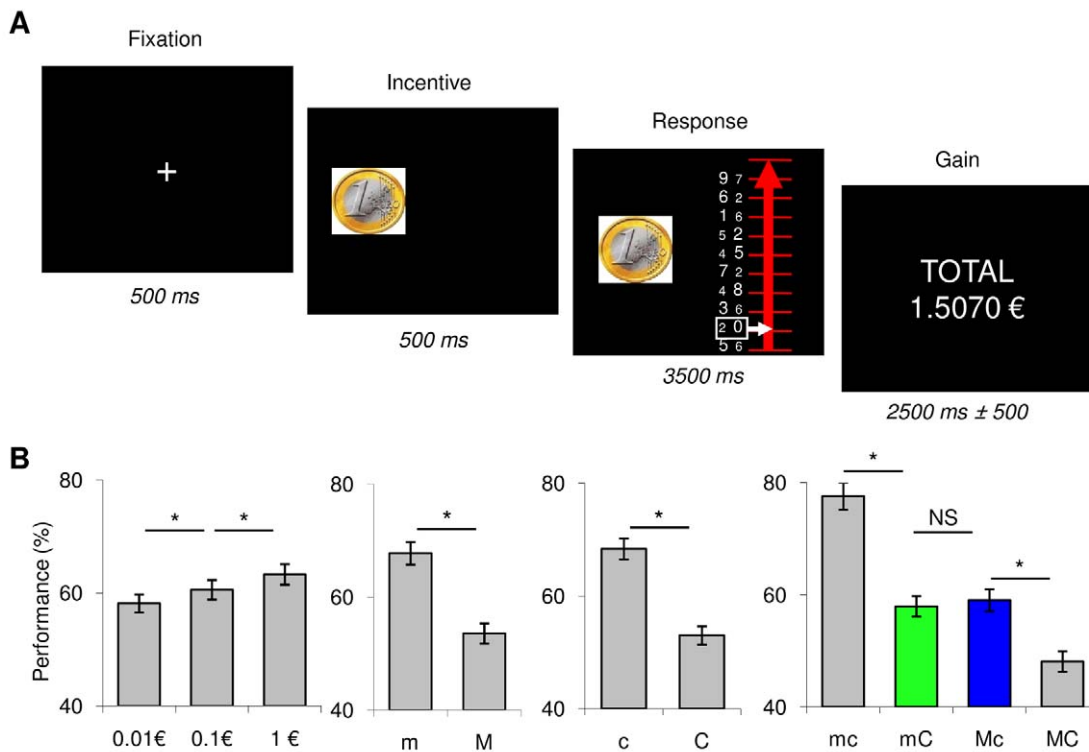 A
Fixation
+
500 ms
Incentive
1
500 ms
Response
1
9 7
6 2
1 6
5 2
4 5
7 2
4 8
3 6
2 0
5 6
3500 ms
Gain
TOTAL
1.5070 €
2500 ms ± 500
B
Performance (%)
80
60
40
* *
0.01€ 0.1€ 1 €
80
60
40
*
m M
80
60
40
*
c C
80
60
40
* NS *
mc mC Mc MC